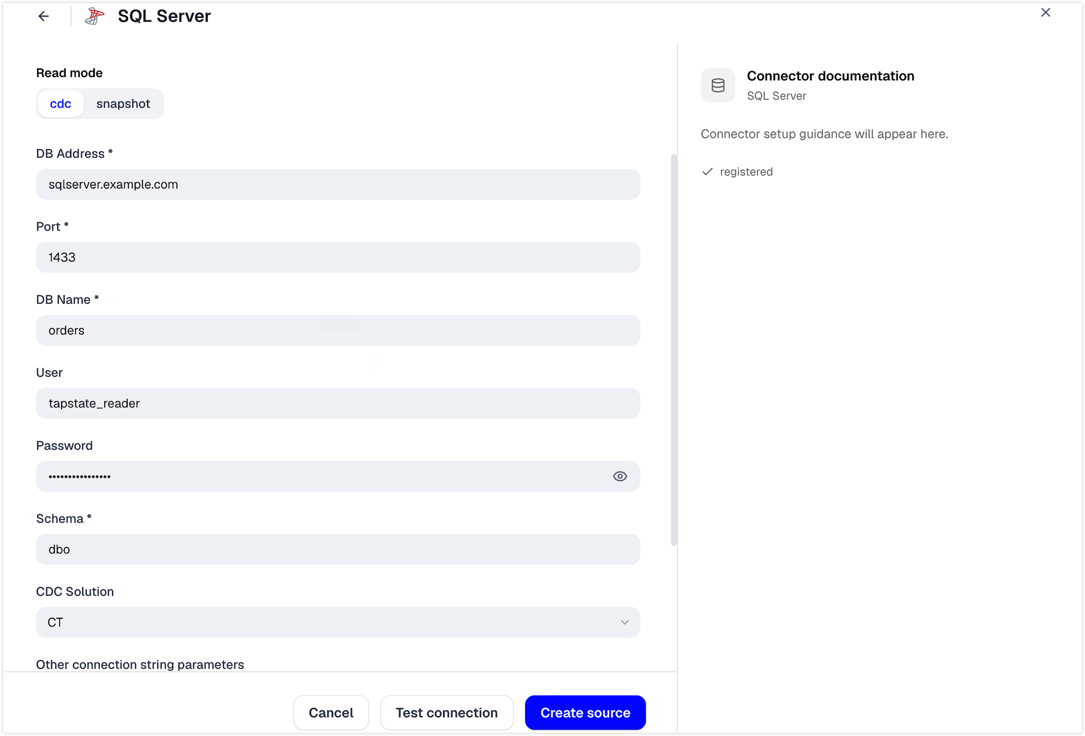 SQL Server
Read mode
cdc
snapshot
DB Address *
sqlserver.example.com
Port *
1433
DB Name *
orders
User
tapstate_reader
Password
••••••••••••••••
Schema *
dbo
CDC Solution
CT
Other connection string parameters
Cancel
Test connection
Create source
Connector documentation
SQL Server
Connector setup guidance will appear here.
registered